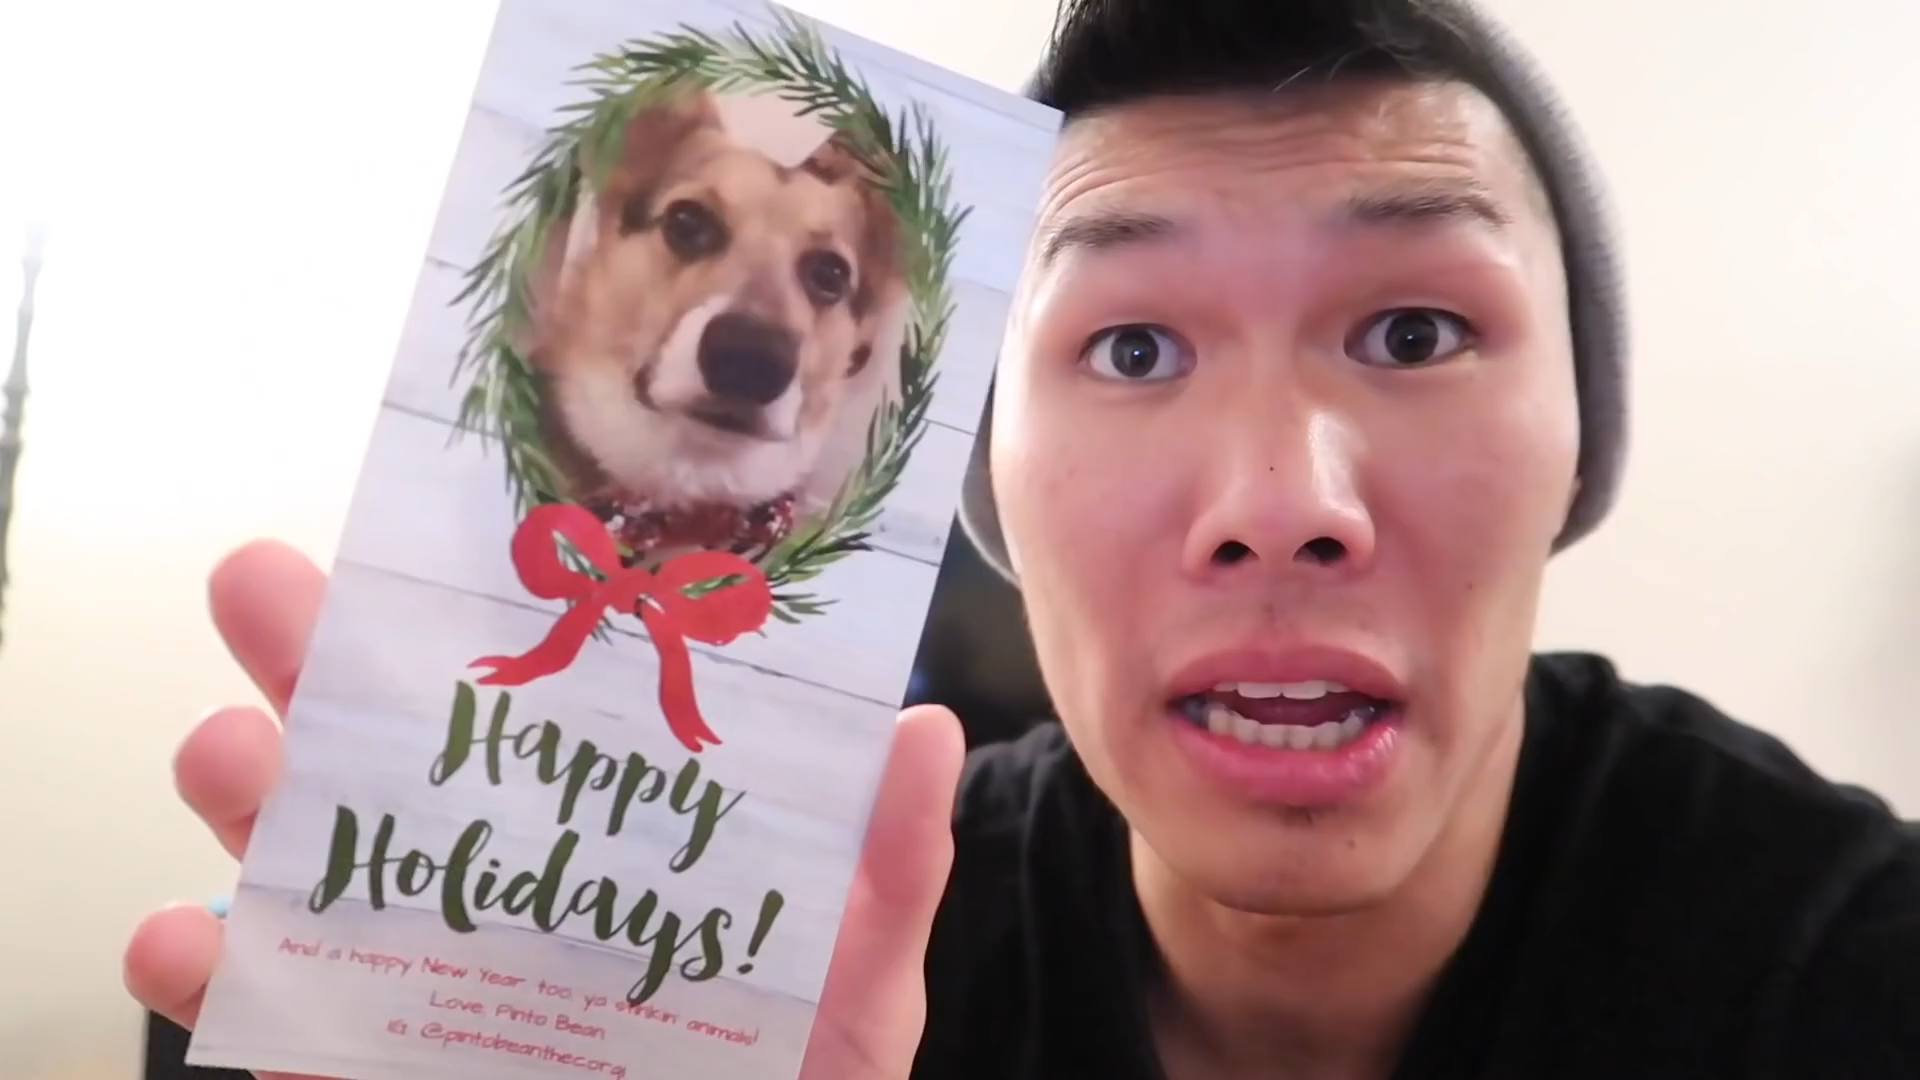 Happy
Holidays!
And a happy New Year too, ya stinkin' animals!
Love, Pinto Bean
IG: @pintobeanthecorgi